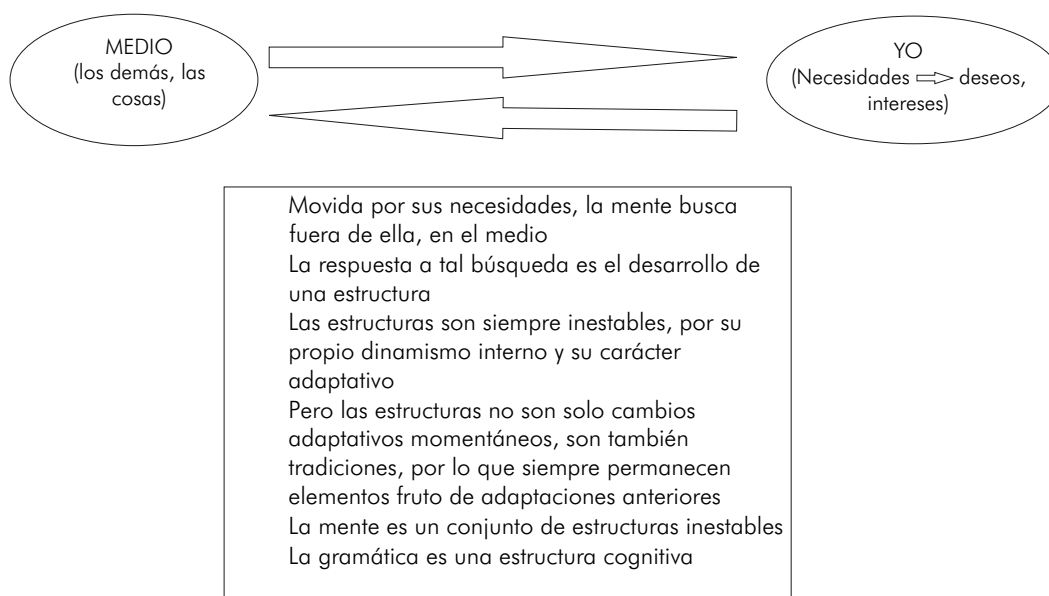 MEDIO
(los demás, las
cosas)
YO
(Necesidades ⇨ deseos,
intereses)
Movida por sus necesidades, la mente busca
fuera de ella, en el medio
La respuesta a tal búsqueda es el desarrollo de
una estructura
Las estructuras son siempre inestables, por su
propio dinamismo interno y su carácter
adaptativo
Pero las estructuras no son solo cambios
adaptativos momentáneos, son también
tradiciones, por lo que siempre permanecen
elementos fruto de adaptaciones anteriores
La mente es un conjunto de estructuras inestables
La gramática es una estructura cognitiva